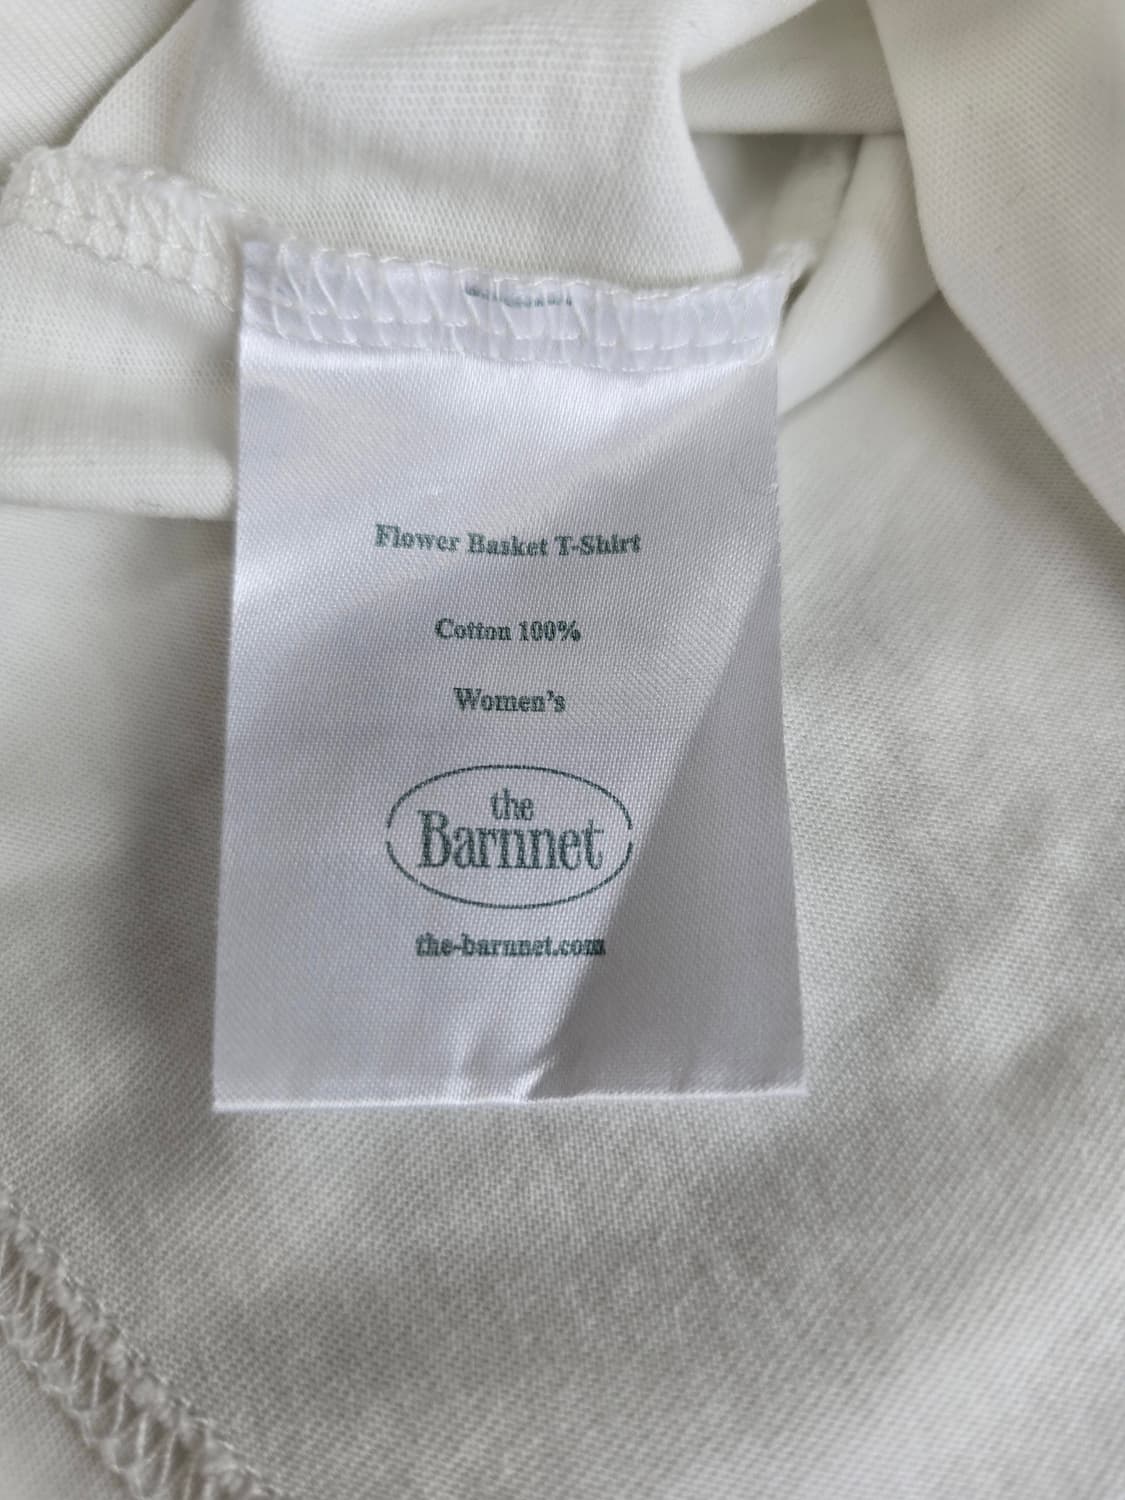 Flower Basket T-Shirt
Cotton 100%
Women's
the
Barnnet
the-barnnet.com